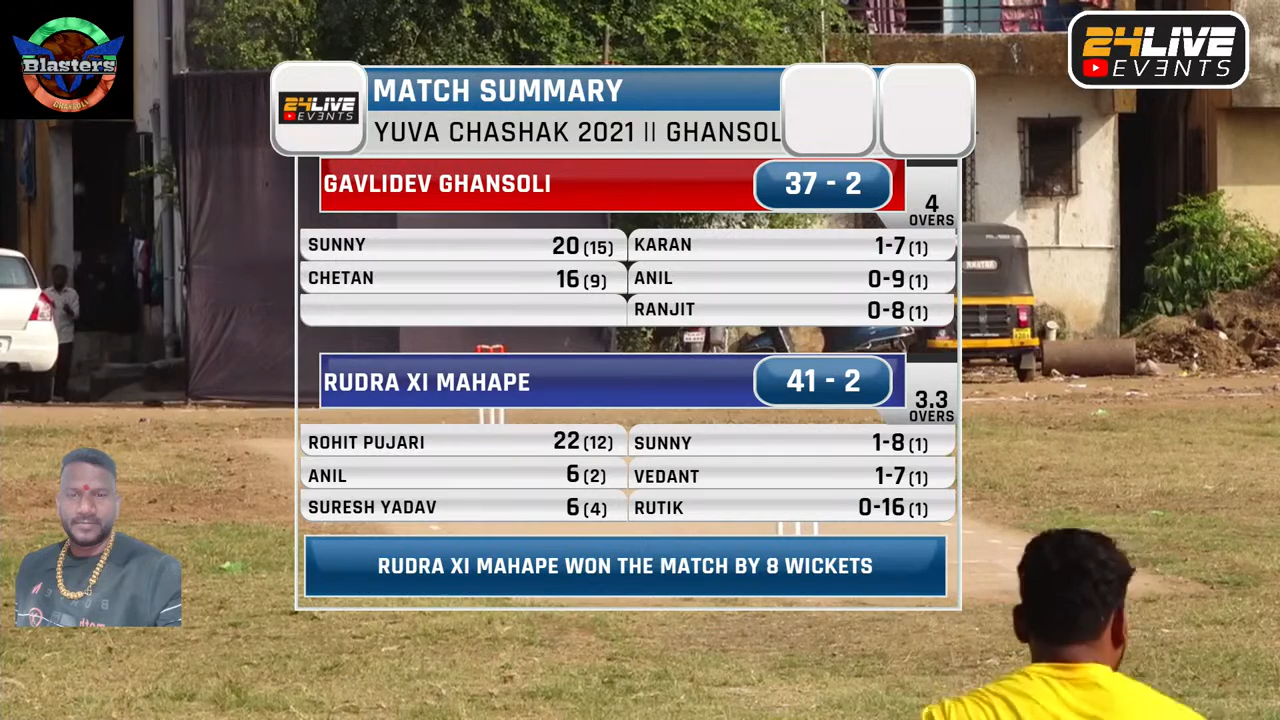 Blasters
GHANSOLI
24LIVE
EVENTS
24LIVE
EVENTS
MATCH SUMMARY
YUVA CHASHAK 2021 || GHANSOL
GAVLIDEV GHANSOLI 37 - 2
4
OVERS
SUNNY 20 (15) KARAN 1-7 (1)
CHETAN 16 (9) ANIL 0-9 (1)
RANJIT 0-8 (1)
RUDRA XI MAHAPE 41 - 2
3.3
OVERS
ROHIT PUJARI 22 (12) SUNNY 1-8 (1)
ANIL 6 (2) VEDANT 1-7 (1)
SURESH YADAV 6 (4) RUTIK 0-16 (1)
RUDRA XI MAHAPE WON THE MATCH BY 8 WICKETS